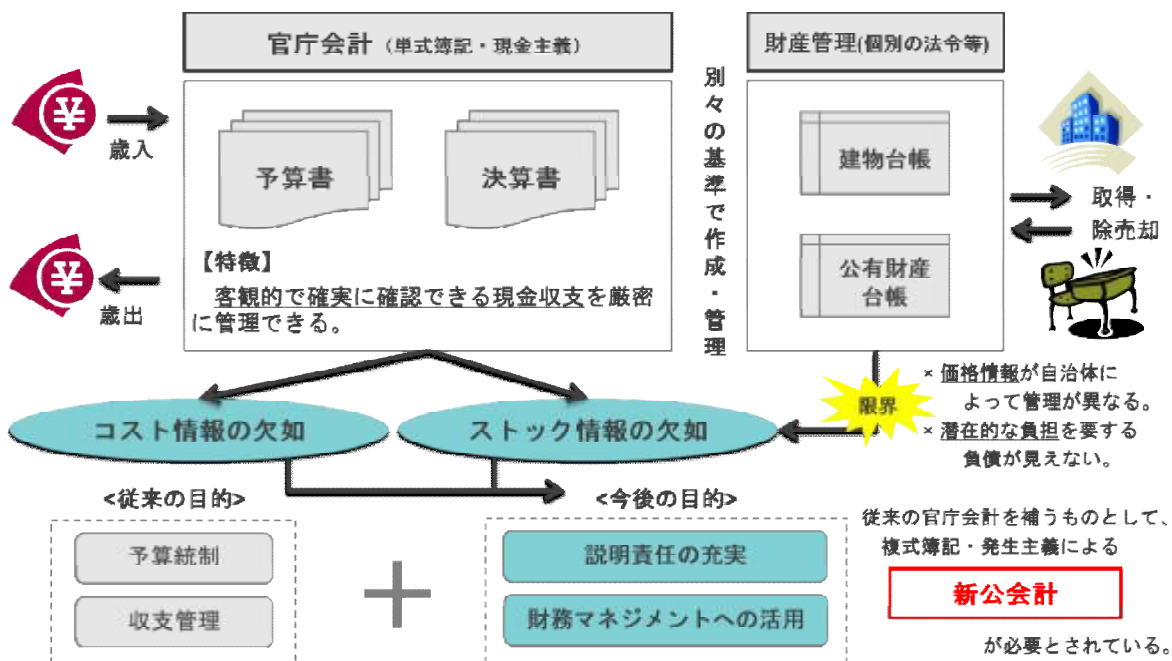 官庁会計(単式簿記・現金主義)
財産管理(個別の法令等)
歳入
歳出
予算書
決算書
【特徴】
客観的で確実に確認できる現金収支を厳密
に管理できる。
別々の基準で作成・管理
建物台帳
公有財産
台帳
取得・
除売却
限界
× 価格情報が自治体に
よって管理が異なる。
× 潜在的な負担を要する
負債が見えない。
コスト情報の欠如
ストック情報の欠如
<従来の目的>
予算統制
収支管理
+
<今後の目的>
説明責任の充実
財務マネジメントへの活用
従来の官庁会計を補うものとして、
複式簿記・発生主義による
新公会計
が必要とされている。
¥
¥